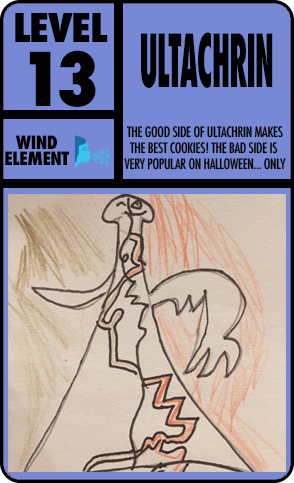 LEVEL
13
ULTACHRIN
WIND
ELEMENT
THE GOOD SIDE OF ULTACHRIN MAKES
THE BEST COOKIES! THE BAD SIDE IS
VERY POPULAR ON HALLOWEEN... ONLY